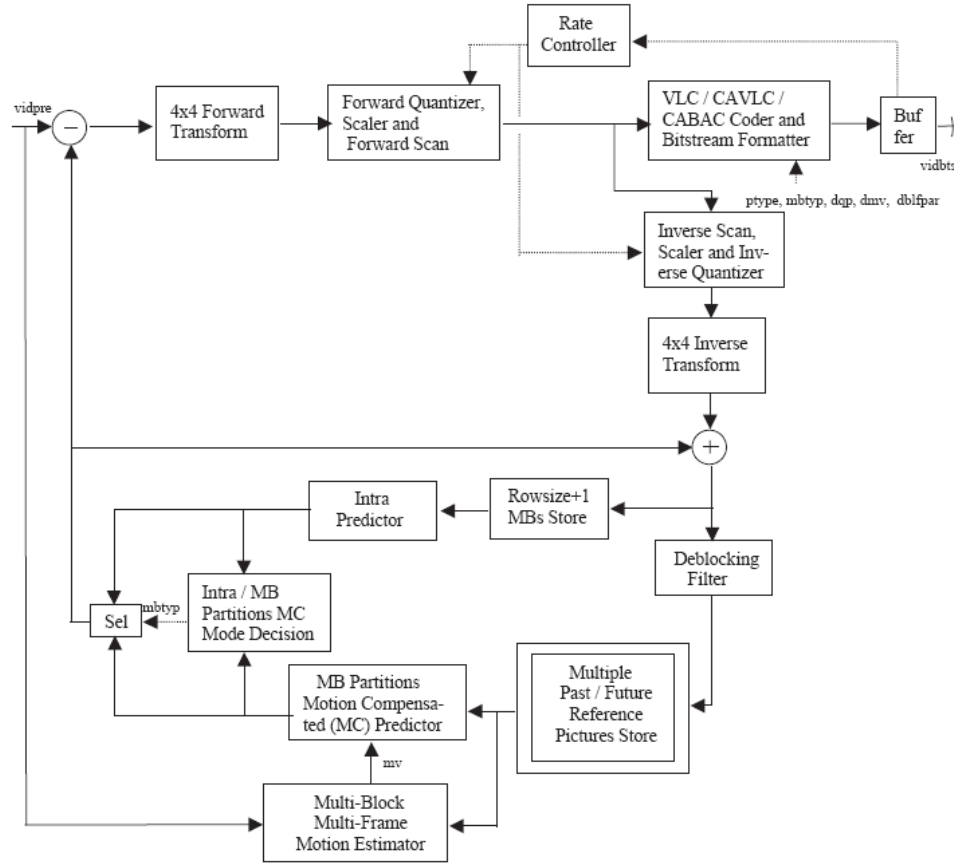 Rate
Controller
vidpre
4x4 Forward
Transform
Forward Quantizer,
Scaler and
Forward Scan
VLC / CAVLC /
CABAC Coder and
Bitstream Formatter
Buf
fer
vidbts
ptype, mbtyp, dqp, dmv, dblfpar
Inverse Scan,
Scaler and Inv-
erse Quantizer
4x4 Inverse
Transform
Intra
Predictor
Rowsize+1
MBs Store
Deblocking
Filter
Sel
mbtyp
Intra / MB
Partitions MC
Mode Decision
MB Partitions
Motion Compensa-
ted (MC) Predictor
Multiple
Past / Future
Reference
Pictures Store
mv
Multi-Block
Multi-Frame
Motion Estimator